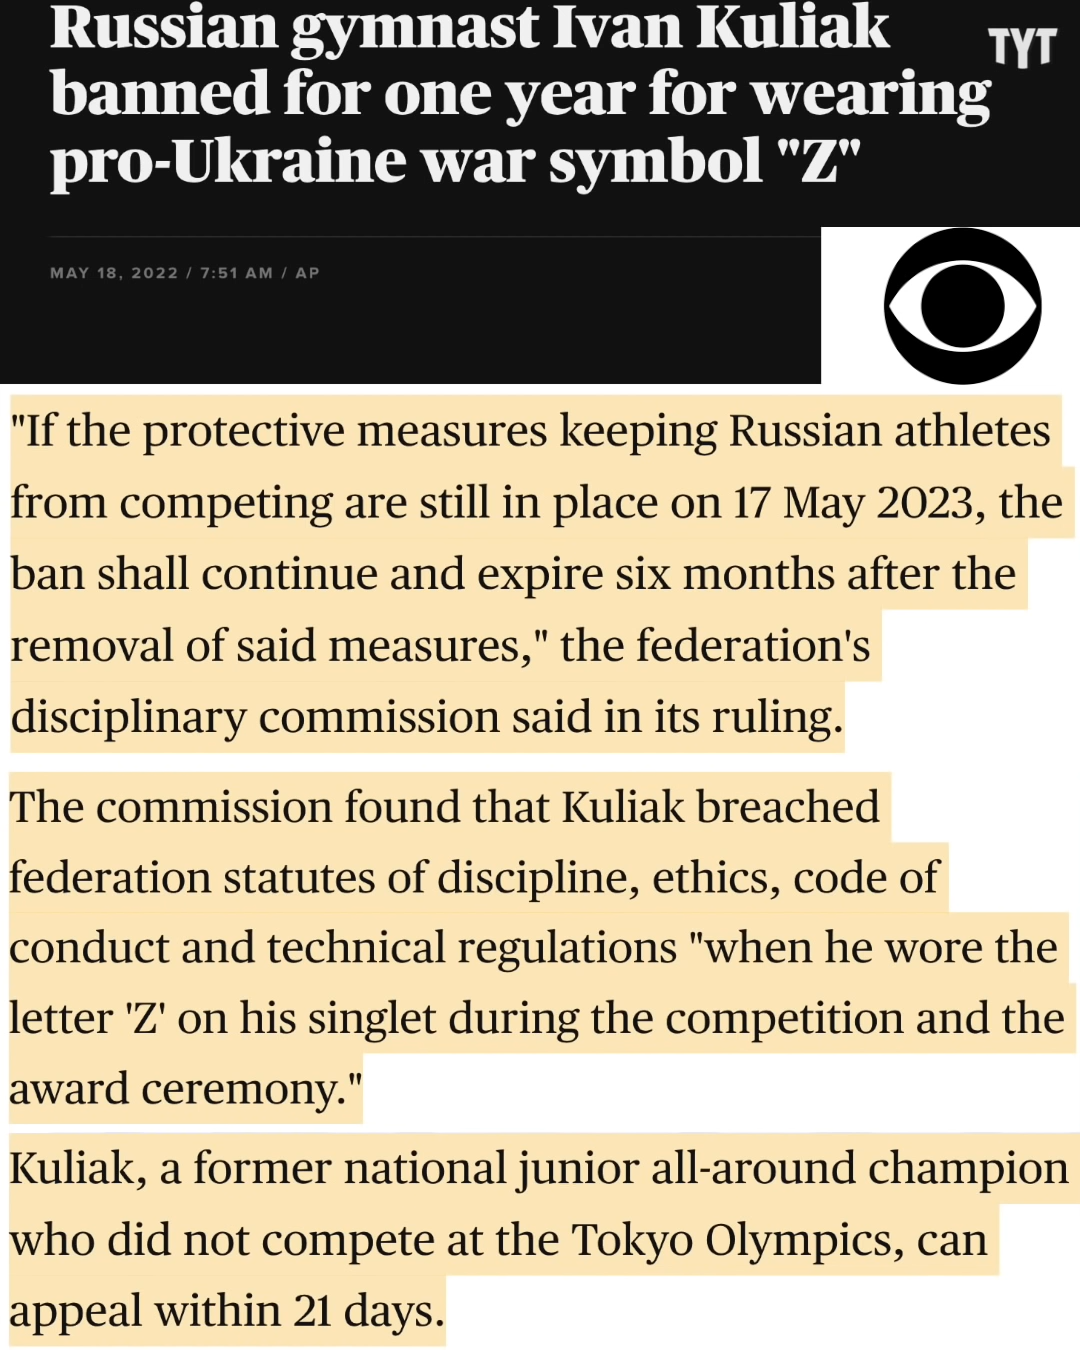 Russian gymnast Ivan Kuliak
TYT
banned for one year for wearing
pro-Ukraine war symbol "Z"
MAY 18, 2022 / 7:51 AM / AP
"If the protective measures keeping Russian athletes
from competing are still in place on 17 May 2023, the
ban shall continue and expire six months after the
removal of said measures," the federation's
disciplinary commission said in its ruling.
The commission found that Kuliak breached
federation statutes of discipline, ethics, code of
conduct and technical regulations "when he wore the
letter 'Z' on his singlet during the competition and the
award ceremony."
Kuliak, a former national junior all-around champion
who did not compete at the Tokyo Olympics, can
appeal within 21 days.